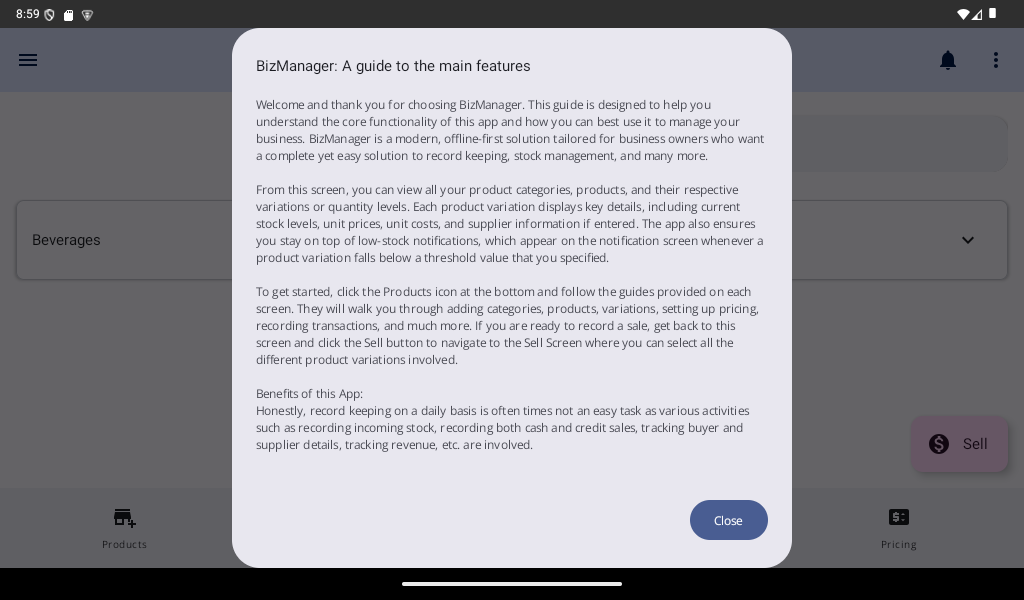 8:59
BizManager: A guide to the main features
Welcome and thank you for choosing BizManager. This guide is designed to help you
understand the core functionality of this app and how you can best use it to manage your
business. BizManager is a modern, offline-first solution tailored for business owners who want
a complete yet easy solution to record keeping, stock management, and many more.
From this screen, you can view all your product categories, products, and their respective
variations or quantity levels. Each product variation displays key details, including current
stock levels, unit prices, unit costs, and supplier information if entered. The app also ensures
you stay on top of low-stock notifications, which appear on the notification screen whenever a
product variation falls below a threshold value that you specified.
To get started, click the Products icon at the bottom and follow the guides provided on each
screen. They will walk you through adding categories, products, variations, setting up pricing,
recording transactions, and much more. If you are ready to record a sale, get back to this
screen and click the Sell button to navigate to the Sell Screen where you can select all the
different product variations involved.
Benefits of this App:
Honestly, record keeping on a daily basis is often times not an easy task as various activities
such as recording incoming stock, recording both cash and credit sales, tracking buyer and
supplier details, tracking revenue, etc. are involved.
Close
Beverages
Sell
Products
Pricing